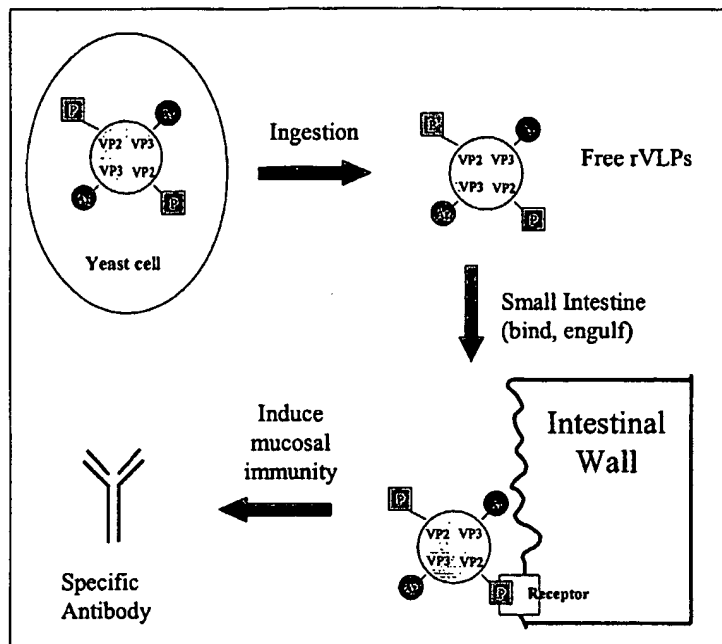 P
VP2 VP3
VP3 VP2
P
Yeast cell
Ingestion
P
VP2 VP3
VP3 VP2
P
Free rVLPs
Small Intestine
(bind, engulf)
Intestinal
Wall
P
VP2 VP3
VP3 VP2
P
Receptor
Induce
mucosal
immunity
Specific
Antibody